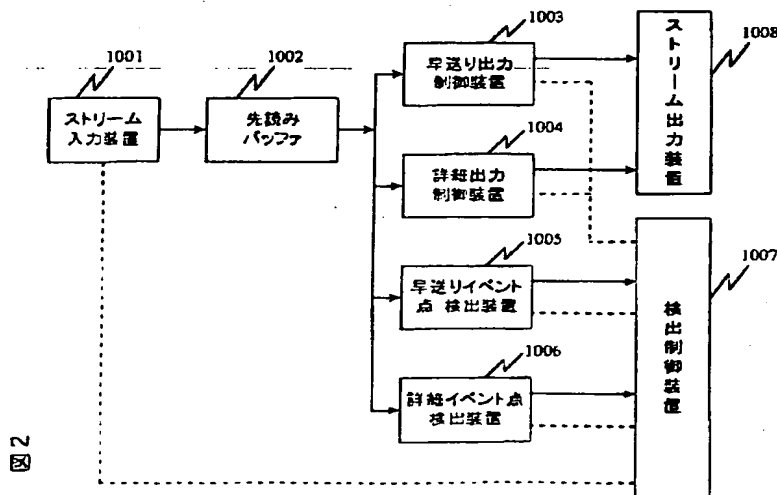 1001
ストリーム
入力装置
1002
先読み
バッファ
1003
早送り出力
制御装置
1004
詳細出力
制御装置
1005
早送りイベント
点 検出装置
1006
詳細イベント点
検出装置
1008
ストリーム出力装置
1007
検出制御装置
図2